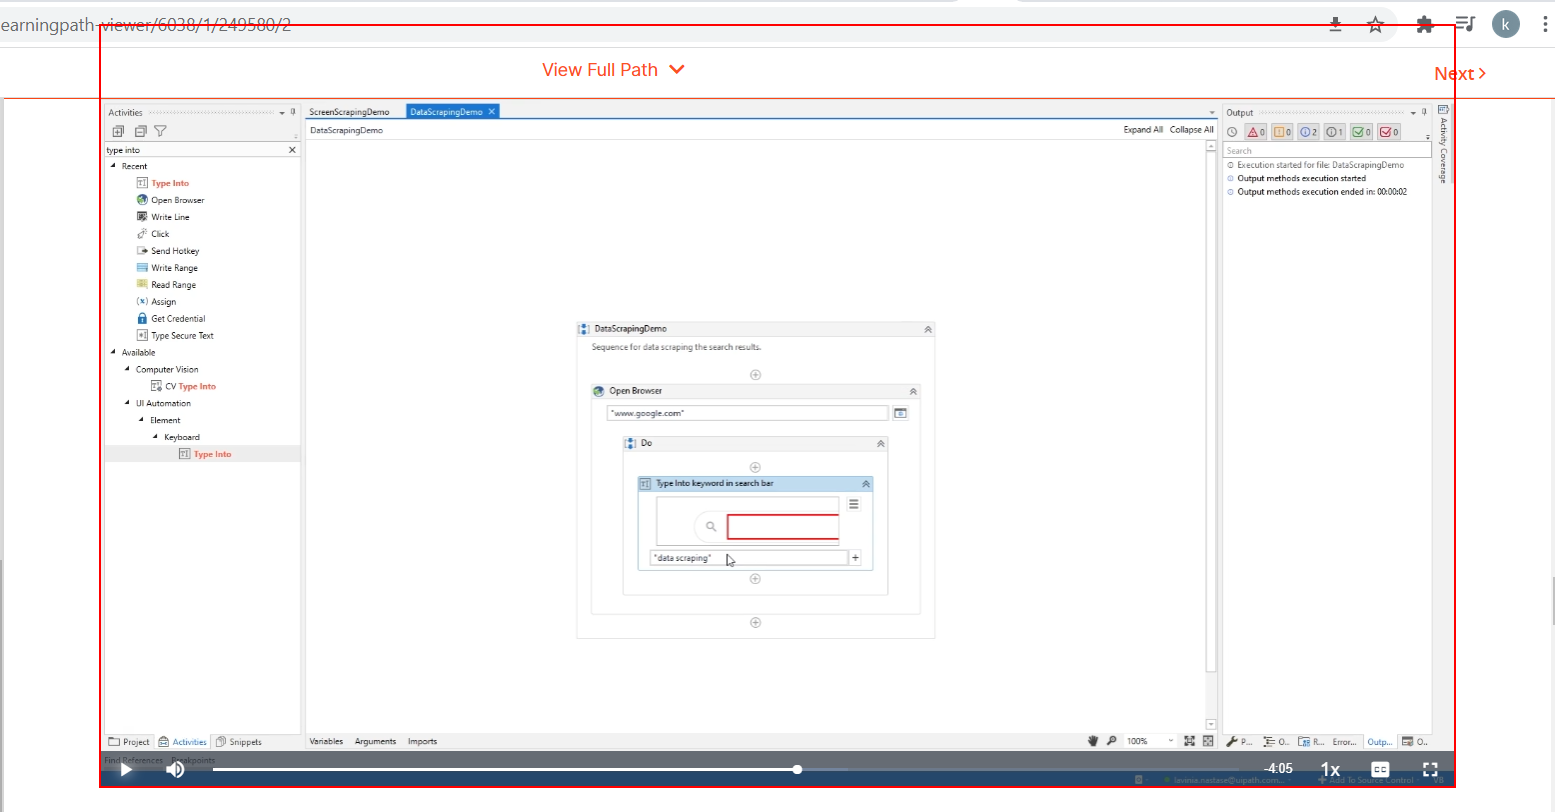 earningpath-viewer/6038/1/249580/2
k
View Full Path
Next
Activities
ScreenScrapingDemo
DataScrapingDemo
Output
DataScrapingDemo
Expand All
Collapse All
0
0
2
1
0
0
Activity Coverage
type into
Search
Recent
Execution started for file: DataScrapingDemo
Type Into
Output methods execution started
Open Browser
Output methods execution ended in: 00:00:02
Write Line
Click
Send Hotkey
Write Range
Read Range
(x) Assign
Get Credential
Type Secure Text
Available
Computer Vision
CV Type Into
UI Automation
Element
Keyboard
Type Into
DataScrapingDemo
Sequence for data scraping the search results.
Open Browser
"www.google.com"
Do
Type Into keyword in search bar
"data scraping"
Project
Activities
Snippets
Variables
Arguments
Imports
100%
P...
O..
R...
Error...
Outp...
O..
Find References
Breakpoints
-4:05
1x
CC
lavinia.nastase@uipath.com...
Add To Source Control
VB